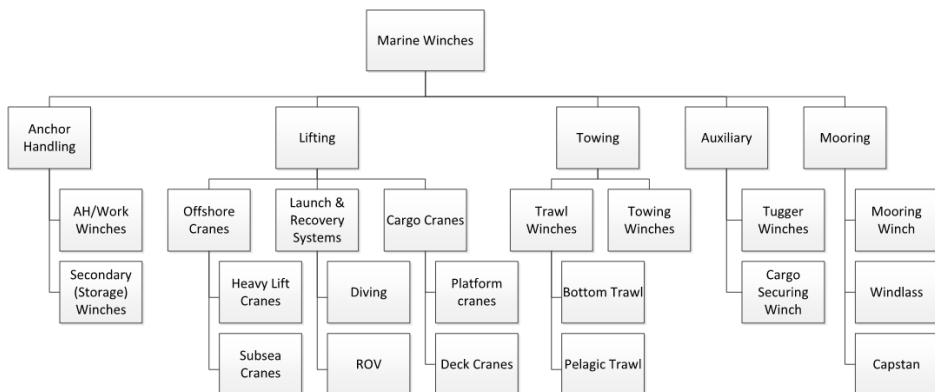 Marine Winches
Anchor
Handling
Lifting
Towing
Auxiliary
Mooring
AH/Work
Winches
Offshore
Cranes
Launch &
Recovery
Systems
Cargo Cranes
Trawl
Winches
Towing
Winches
Tugger
Winches
Mooring
Winch
Secondary
(Storage)
Winches
Heavy Lift
Cranes
Diving
Platform
cranes
Bottom Trawl
Cargo
Securing
Winch
Windlass
Subsea
Cranes
ROV
Deck Cranes
Pelagic Trawl
Capstan